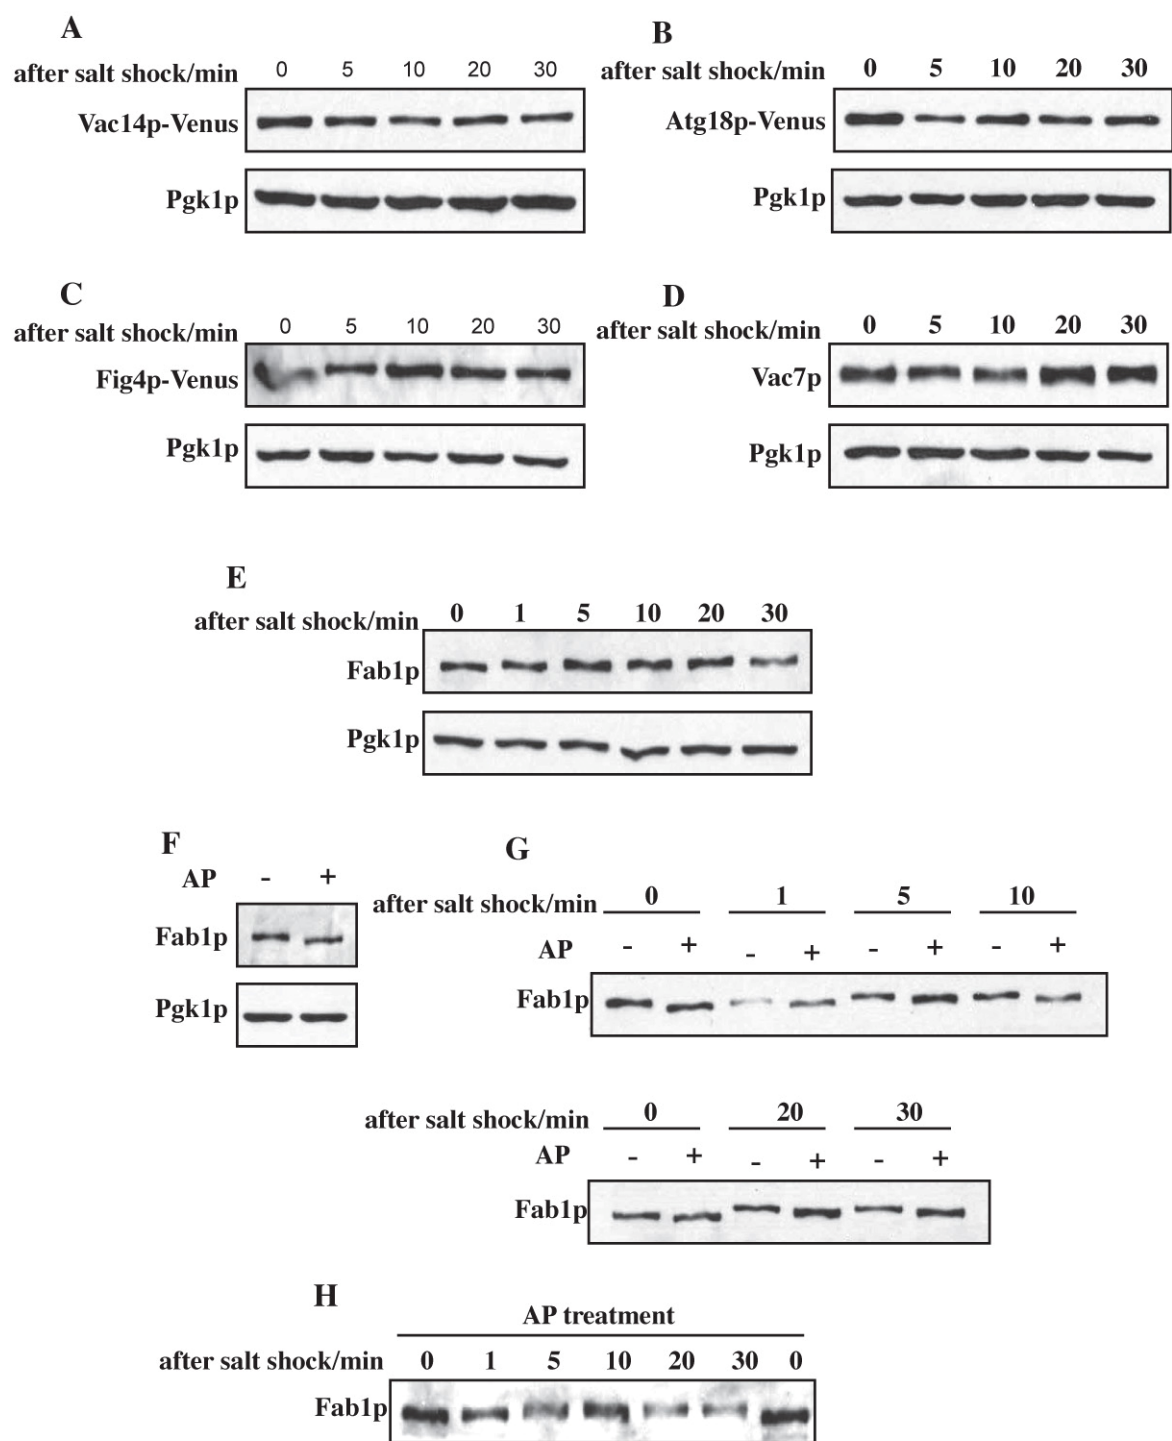 A
after salt shock/min 0 5 10 20 30
Vac14p-Venus
Pgk1p
B
after salt shock/min 0 5 10 20 30
Atg18p-Venus
Pgk1p
C
after salt shock/min 0 5 10 20 30
Fig4p-Venus
Pgk1p
D
after salt shock/min 0 5 10 20 30
Vac7p
Pgk1p
E
after salt shock/min 0 1 5 10 20 30
Fab1p
Pgk1p
F
AP - +
Fab1p
Pgk1p
G
after salt shock/min 0 1 5 10
AP - + - + - + - +
Fab1p
after salt shock/min 0 20 30
AP - + - + - +
Fab1p
H
AP treatment
after salt shock/min 0 1 5 10 20 30 0
Fab1p